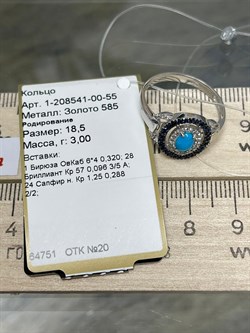 Кольцо
Арт. 1-208541-00-55
Металл: Золото 585
Родирование
Размер: 18,5
Масса, г: 3,00
Вставки:
1 Бирюза ОвКаб 6*4 0,320; 28
Бриллиант Кр 57 0,096 3/5 А;
24 Сапфир н. Кр 1,25 0,288
2/2;
64751 ОТК №20